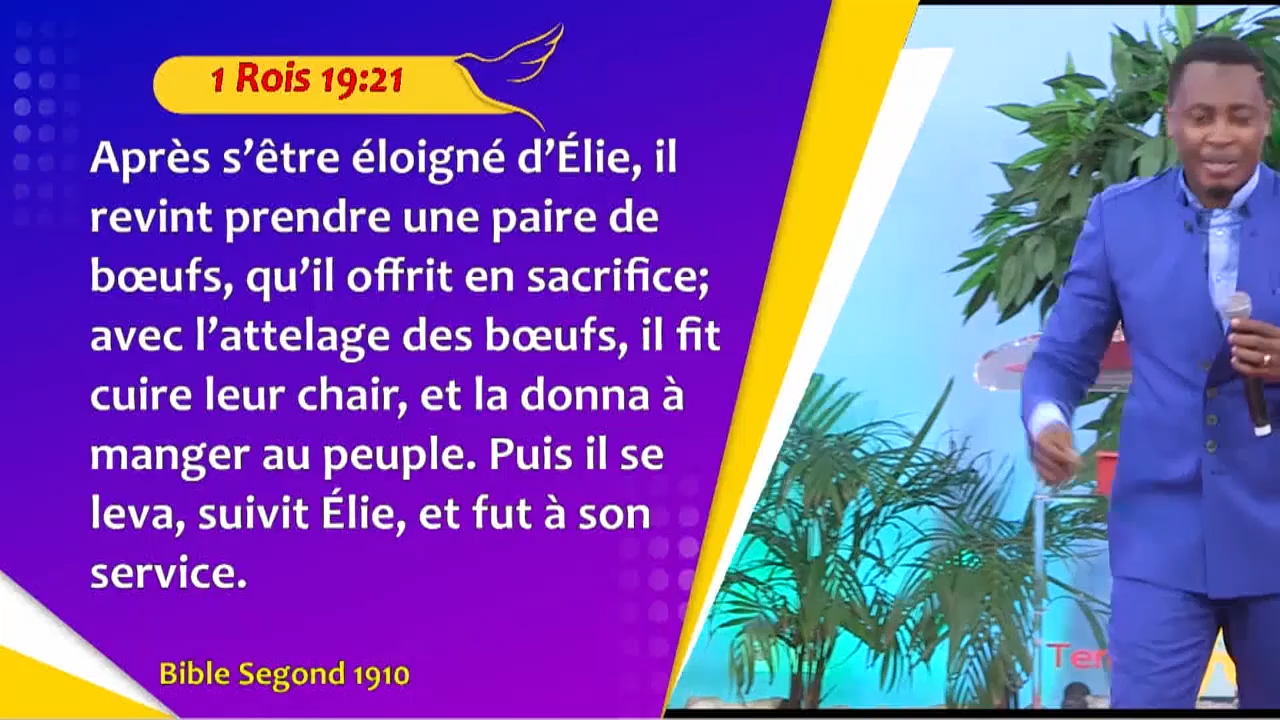 1 Rois 19:21
Après s’être éloigné d’Élie, il
revint prendre une paire de
bœufs, qu’il offrit en sacrifice;
avec l’attelage des bœufs, il fit
cuire leur chair, et la donna à
manger au peuple. Puis il se
leva, suivit Élie, et fut à son
service.
Bible Segond 1910